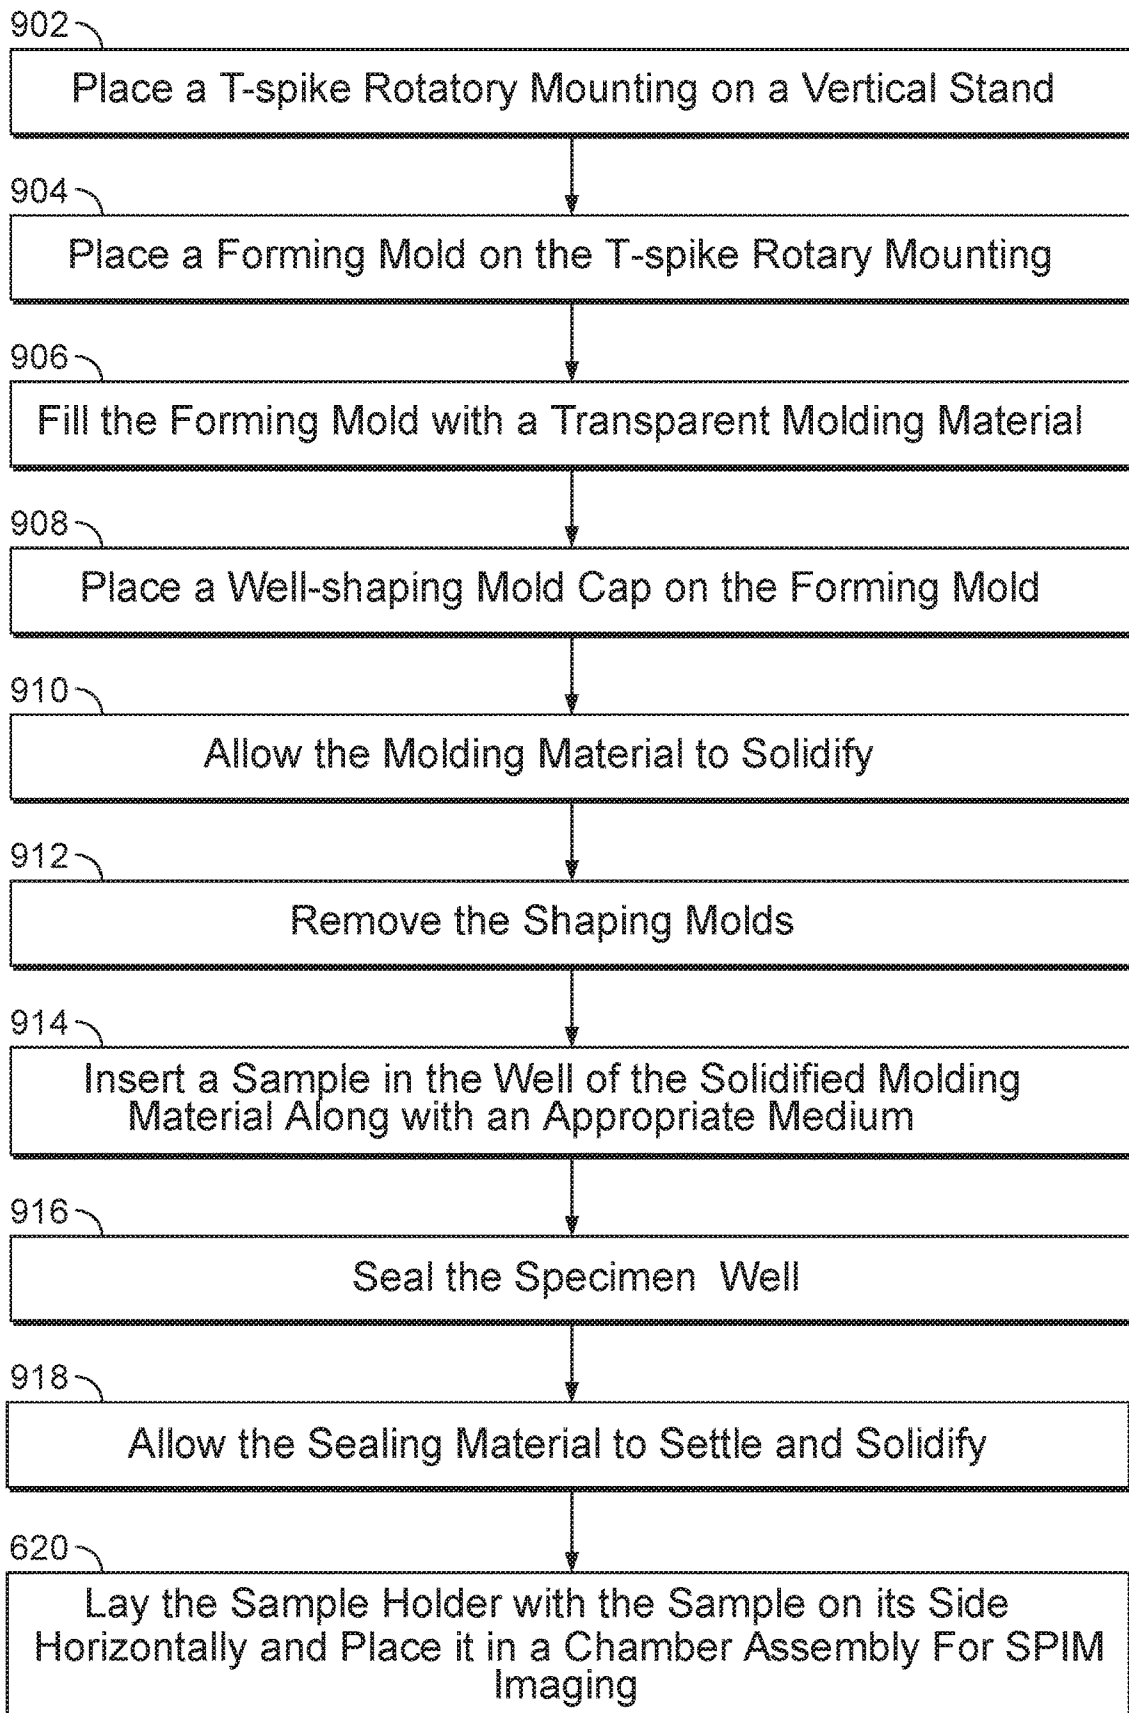 902
Place a T-spike Rotatory Mounting on a Vertical Stand
904
Place a Forming Mold on the T-spike Rotary Mounting
906
Fill the Forming Mold with a Transparent Molding Material
908
Place a Well-shaping Mold Cap on the Forming Mold
910
Allow the Molding Material to Solidify
912
Remove the Shaping Molds
914
Insert a Sample in the Well of the Solidified Molding
Material Along with an Appropriate Medium
916
Seal the Specimen Well
918
Allow the Sealing Material to Settle and Solidify
620
Lay the Sample Holder with the Sample on its Side
Horizontally and Place it in a Chamber Assembly For SPIM
Imaging